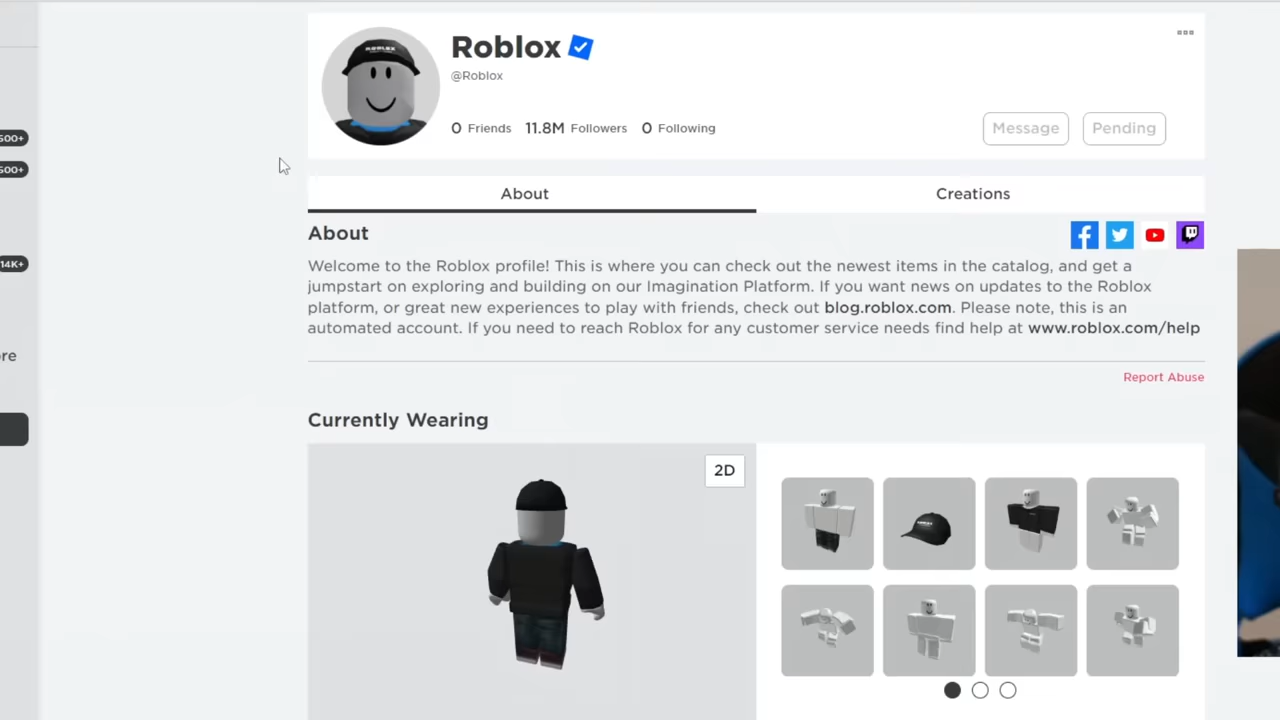 Roblox
@Roblox
0 Friends 11.8M Followers 0 Following
Message Pending
500+
500+
14K+
re
About Creations
About
Welcome to the Roblox profile! This is where you can check out the newest items in the catalog, and get a
jumpstart on exploring and building on our Imagination Platform. If you want news on updates to the Roblox
platform, or great new experiences to play with friends, check out blog.roblox.com. Please note, this is an
automated account. If you need to reach Roblox for any customer service needs find help at www.roblox.com/help
Report Abuse
Currently Wearing
2D